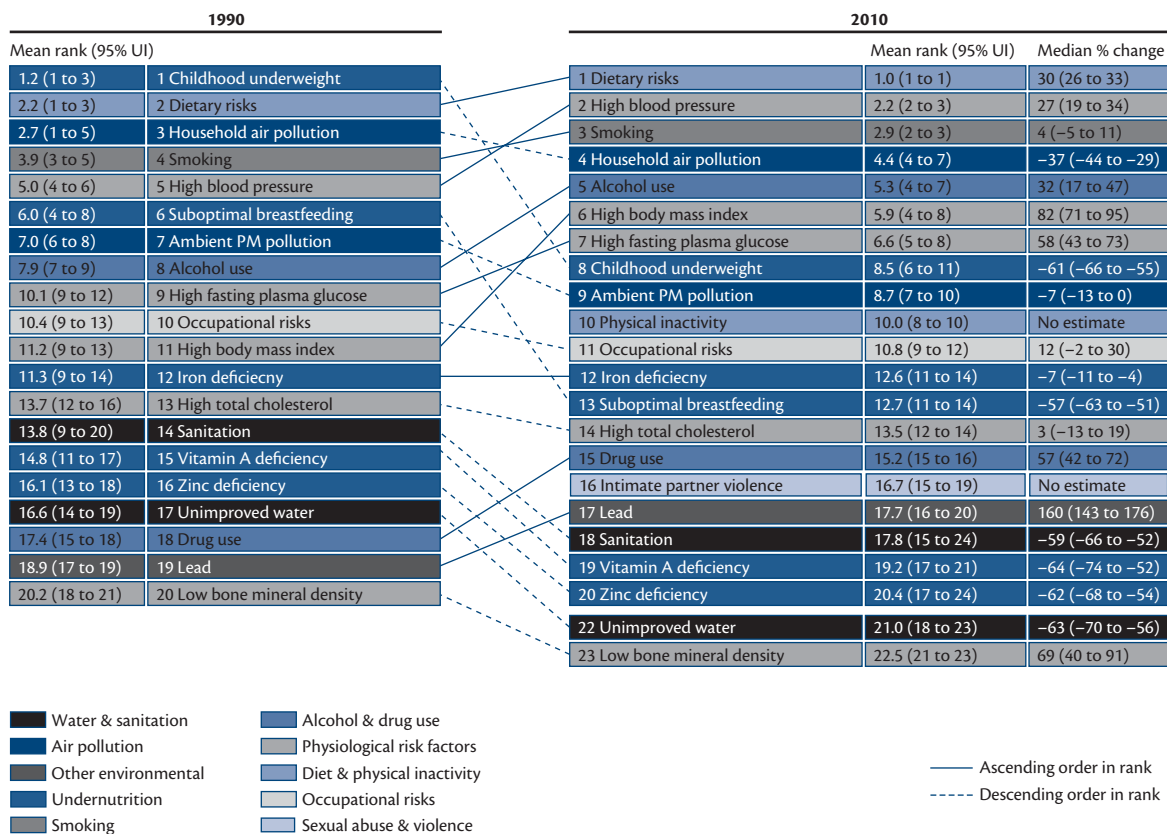 1990 2010
Mean rank (95% UI) Mean rank (95% UI) Median % change
1.2 (1 to 3) 1 Childhood underweight 1 Dietary risks 1.0 (1 to 1) 30 (26 to 33)
2.2 (1 to 3) 2 Dietary risks 2 High blood pressure 2.2 (2 to 3) 27 (19 to 34)
2.7 (1 to 5) 3 Household air pollution 3 Smoking 2.9 (2 to 3) 4 (−5 to 11)
3.9 (3 to 5) 4 Smoking 4 Household air pollution 4.4 (4 to 7) −37 (−44 to −29)
5.0 (4 to 6) 5 High blood pressure 5 Alcohol use 5.3 (4 to 7) 32 (17 to 47)
6.0 (4 to 8) 6 Suboptimal breastfeeding 6 High body mass index 5.9 (4 to 8) 82 (71 to 95)
7.0 (6 to 8) 7 Ambient PM pollution 7 High fasting plasma glucose 6.6 (5 to 8) 58 (43 to 73)
7.9 (7 to 9) 8 Alcohol use 8 Childhood underweight 8.5 (6 to 11) −61 (−66 to −55)
10.1 (9 to 12) 9 High fasting plasma glucose 9 Ambient PM pollution 8.7 (7 to 10) −7 (−13 to 0)
10.4 (9 to 13) 10 Occupational risks 10 Physical inactivity 10.0 (8 to 10) No estimate
11.2 (9 to 13) 11 High body mass index 11 Occupational risks 10.8 (9 to 12) 12 (−2 to 30)
11.3 (9 to 14) 12 Iron deficiecny 12 Iron deficiecny 12.6 (11 to 14) −7 (−11 to −4)
13.7 (12 to 16) 13 High total cholesterol 13 Suboptimal breastfeeding 12.7 (11 to 14) −57 (−63 to −51)
13.8 (9 to 20) 14 Sanitation 14 High total cholesterol 13.5 (12 to 14) 3 (−13 to 19)
14.8 (11 to 17) 15 Vitamin A deficiency 15 Drug use 15.2 (15 to 16) 57 (42 to 72)
16.1 (13 to 18) 16 Zinc deficiency 16 Intimate partner violence 16.7 (15 to 19) No estimate
16.6 (14 to 19) 17 Unimproved water 17 Lead 17.7 (16 to 20) 160 (143 to 176)
17.4 (15 to 18) 18 Drug use 18 Sanitation 17.8 (15 to 24) −59 (−66 to −52)
18.9 (17 to 19) 19 Lead 19 Vitamin A deficiency 19.2 (17 to 21) −64 (−74 to −52)
20.2 (18 to 21) 20 Low bone mineral density 20 Zinc deficiency 20.4 (17 to 24) −62 (−68 to −54)
22 Unimproved water 21.0 (18 to 23) −63 (−70 to −56)
23 Low bone mineral density 22.5 (21 to 23) 69 (40 to 91)
Water & sanitation Alcohol & drug use
Air pollution Physiological risk factors
Other environmental Diet & physical inactivity Ascending order in rank
Undernutrition Occupational risks Descending order in rank
Smoking Sexual abuse & violence